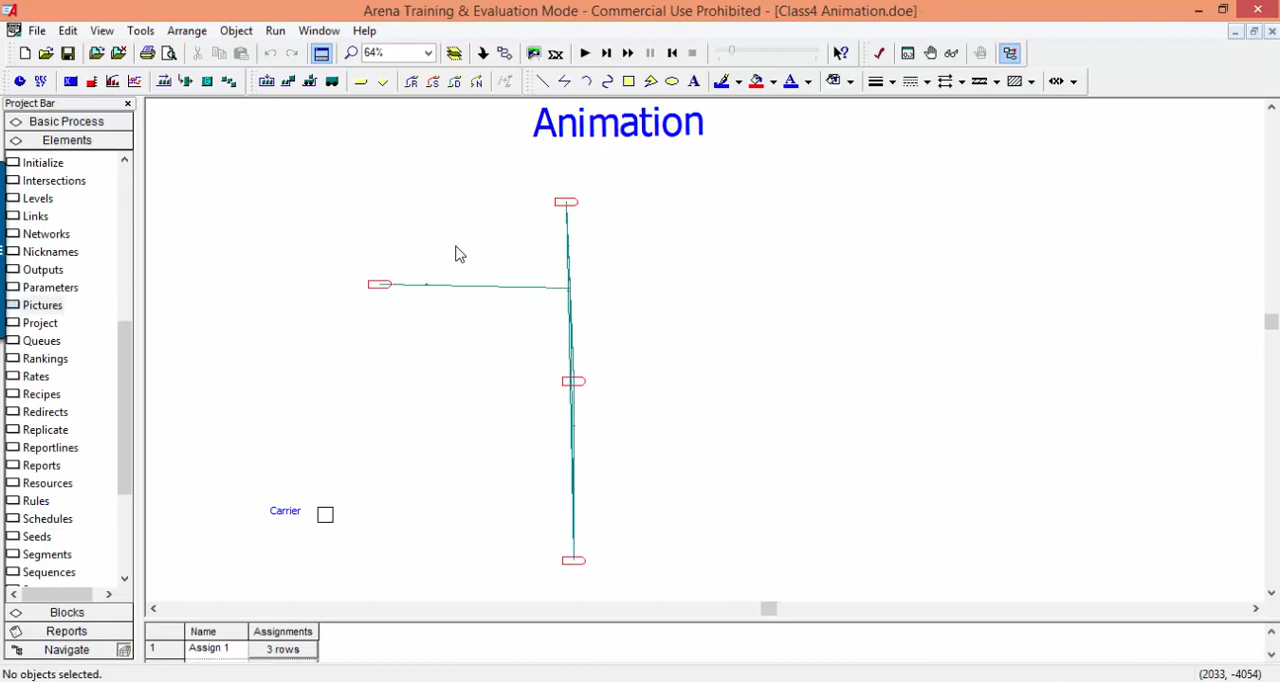 Arena Training & Evaluation Mode - Commercial Use Prohibited - [Class4 Animation.doe]
File Edit View Tools Arrange Object Run Window Help
64%
Project Bar
Basic Process
Elements
Initialize
Intersections
Levels
Links
Networks
Nicknames
Outputs
Parameters
Pictures
Project
Queues
Rankings
Rates
Recipes
Redirects
Replicate
Reportlines
Reports
Resources
Rules
Schedules
Seeds
Segments
Sequences
Blocks
Reports
Navigate
Animation
Carrier
Name Assignments
1 Assign 1 3 rows
No objects selected.
(2033, -4054)